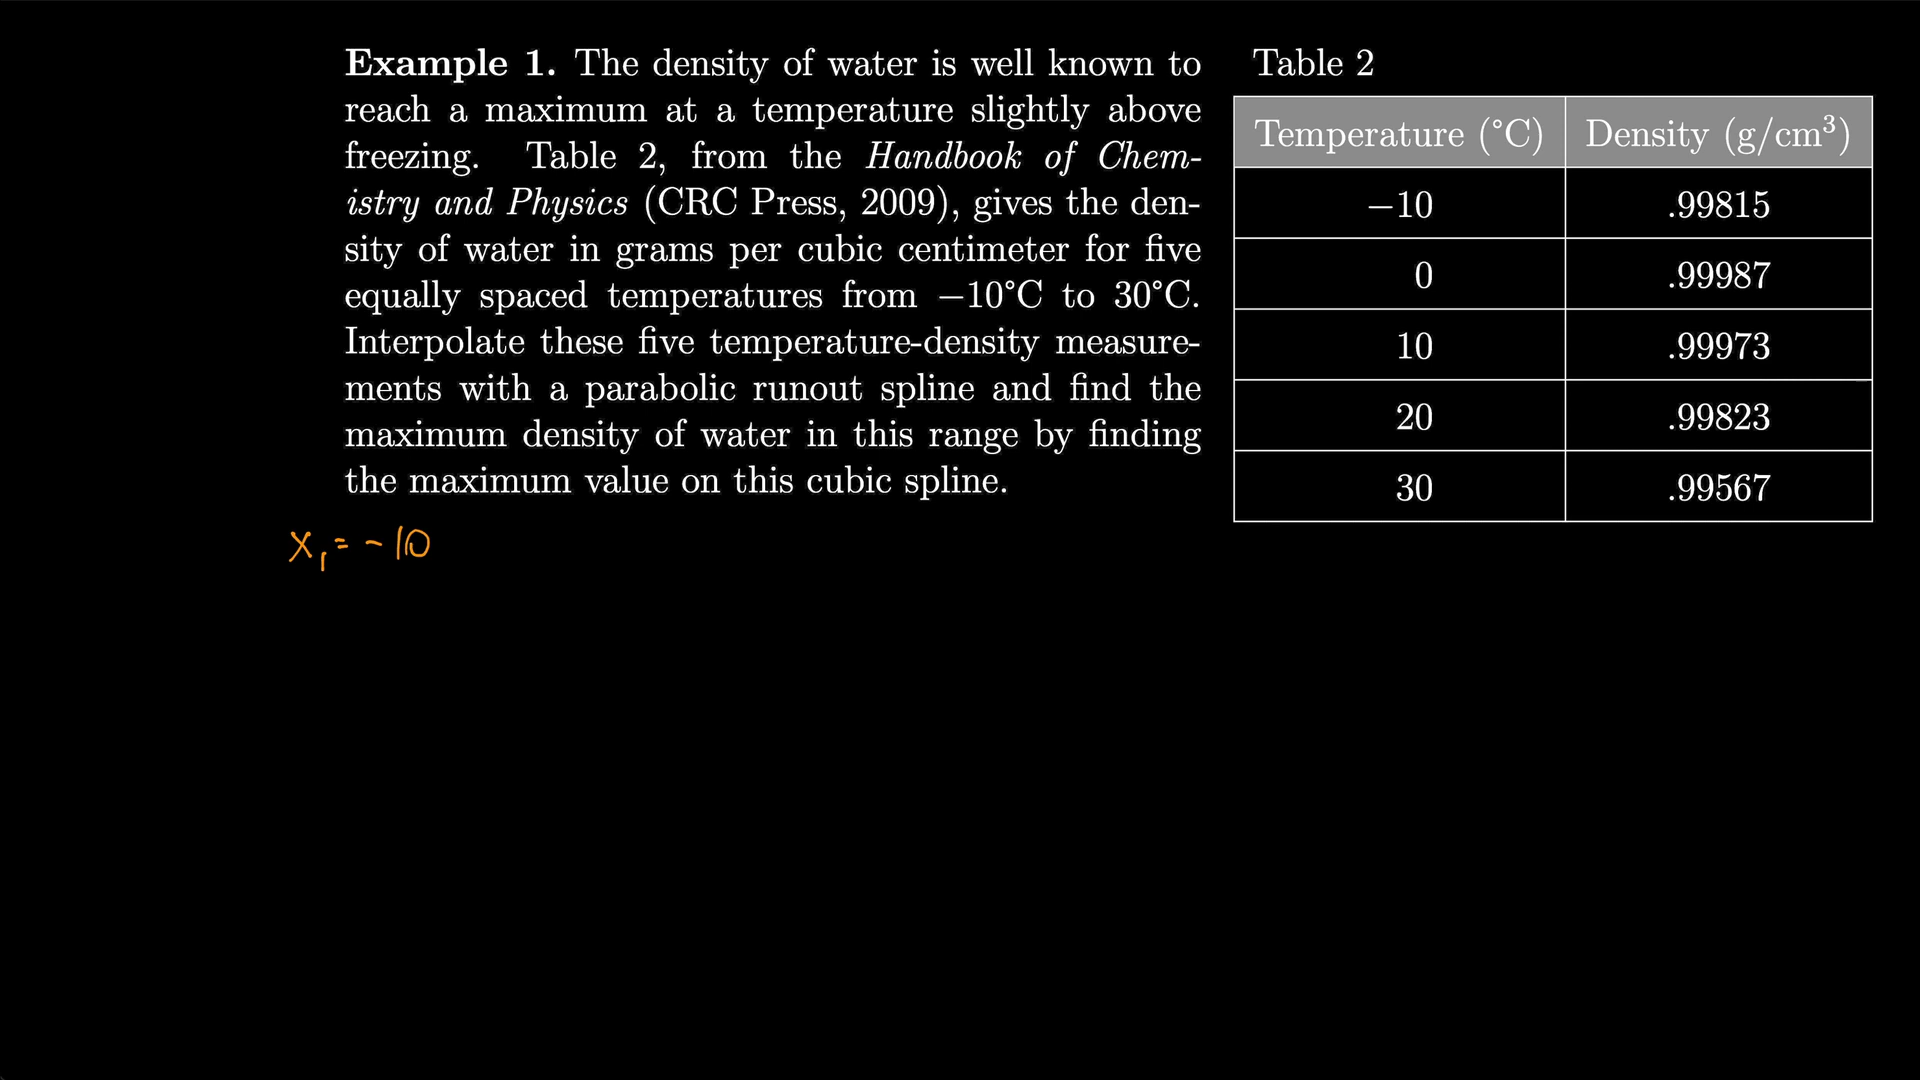 Example 1. The density of water is well known to
reach a maximum at a temperature slightly above
freezing. Table 2, from the Handbook of Chem-
istry and Physics (CRC Press, 2009), gives the den-
sity of water in grams per cubic centimeter for five
equally spaced temperatures from −10°C to 30°C.
Interpolate these five temperature-density measure-
ments with a parabolic runout spline and find the
maximum density of water in this range by finding
the maximum value on this cubic spline.
x₁ = −10
Table 2
Temperature (°C) Density (g/cm³)
−10 .99815
0 .99987
10 .99973
20 .99823
30 .99567